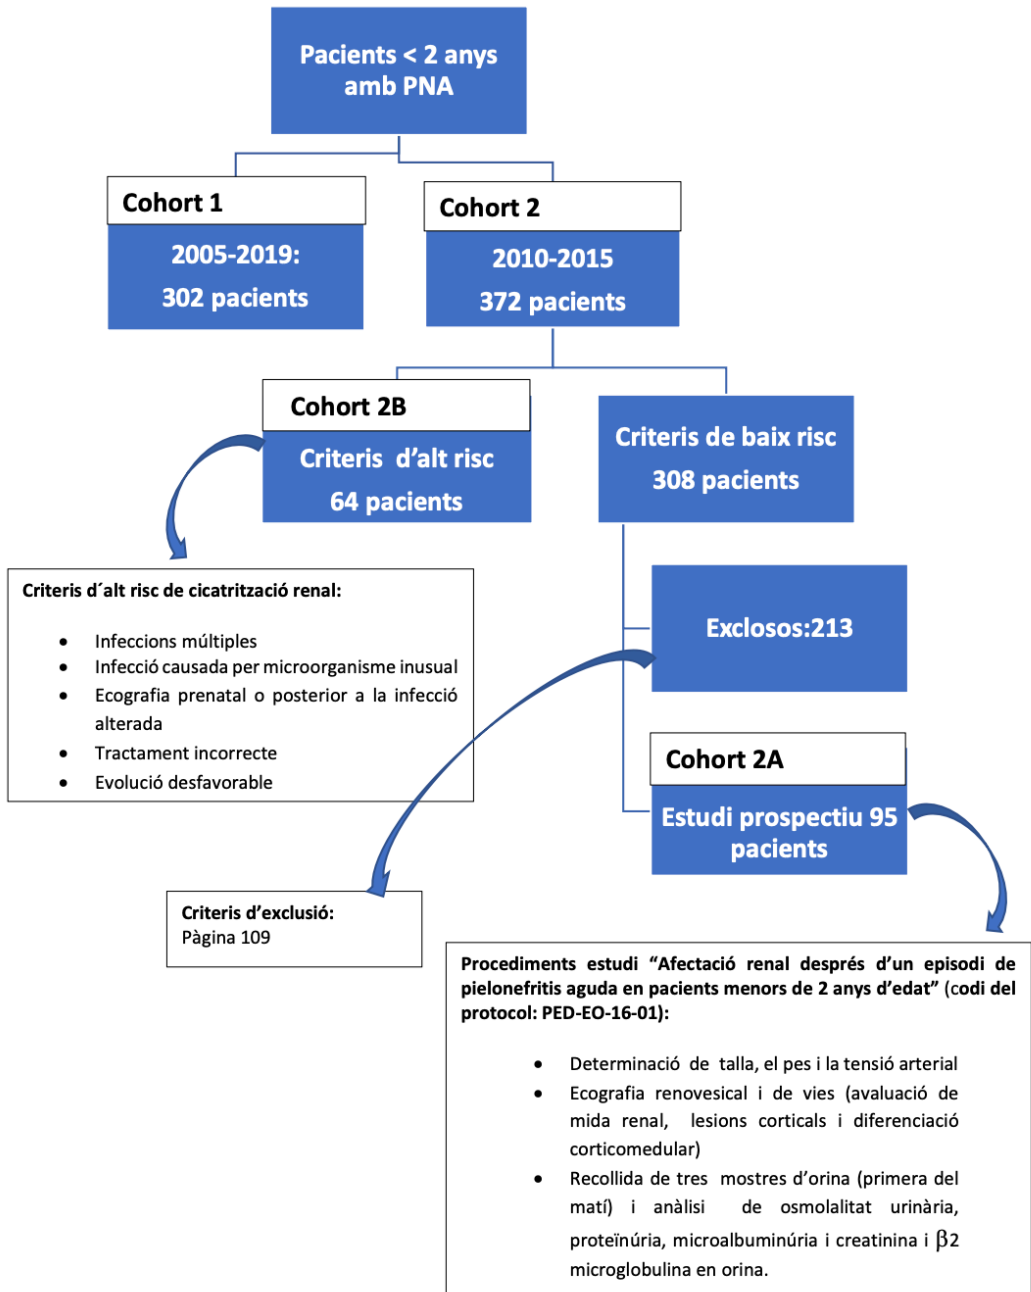 Pacients < 2 anys
amb PNA
Cohort 1
2005-2019:
302 pacients
Cohort 2
2010-2015
372 pacients
Cohort 2B
Criteris d’alt risc
64 pacients
Criteris de baix risc
308 pacients
Criteris d´alt risc de cicatrització renal:
• Infeccions múltiples
• Infecció causada per microorganisme inusual
• Ecografia prenatal o posterior a la infecció
alterada
• Tractament incorrecte
• Evolució desfavorable
Exclosos:213
Cohort 2A
Estudi prospectiu 95
pacients
Criteris d’exclusió:
Pàgina 109
Procediments estudi “Afectació renal després d’un episodi de
pielonefritis aguda en pacients menors de 2 anys d’edat” (codi del
protocol: PED-EO-16-01):
• Determinació de talla, el pes i la tensió arterial
• Ecografia renovesical i de vies (avaluació de
mida renal, lesions corticals i diferenciació
corticomedular)
• Recollida de tres mostres d’orina (primera del
matí) i anàlisi de osmolalitat urinària,
proteïnúria, microalbuminúria i creatinina i β2
microglobulina en orina.